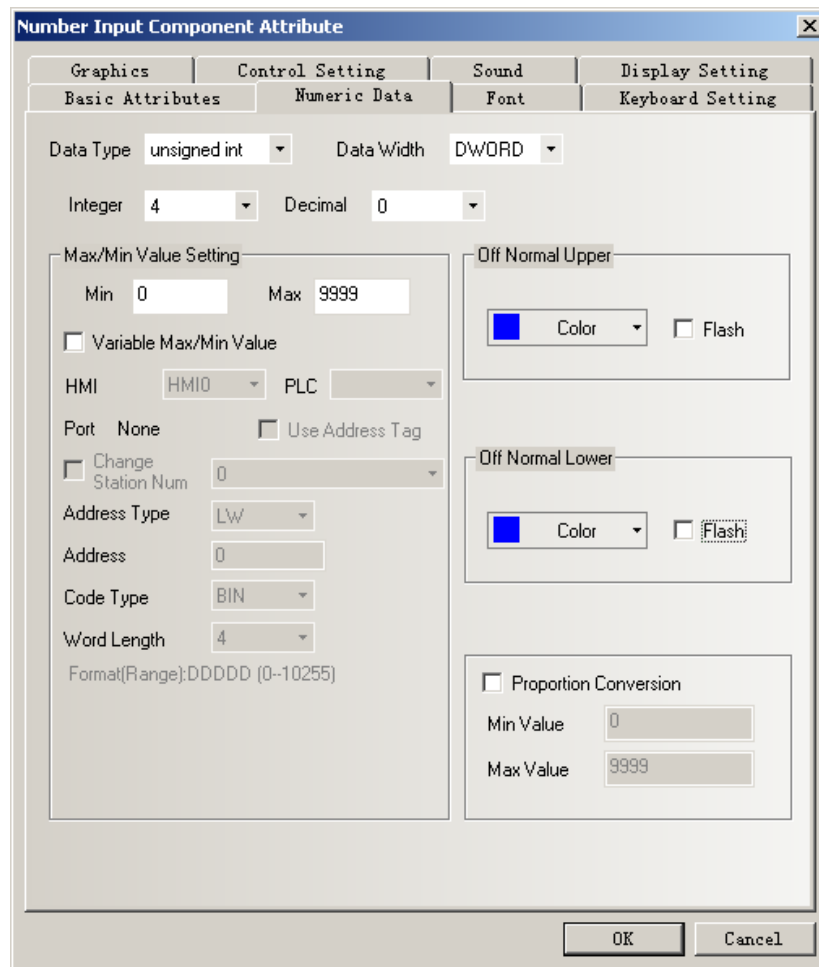 Number Input Component Attribute
Graphics Control Setting Sound Display Setting
Basic Attributes Numeric Data Font Keyboard Setting
Data Type unsigned int Data Width DWORD
Integer 4 Decimal 0
Max/Min Value Setting
Min 0 Max 9999
Variable Max/Min Value
HMI HMI0 PLC
Port None Use Address Tag
Change
Station Num 0
Address Type LW
Address 0
Code Type BIN
Word Length 4
Format(Range):DDDDD (0--10255)
Off Normal Upper
Color Flash
Off Normal Lower
Color Flash
Proportion Conversion
Min Value 0
Max Value 9999
OK Cancel